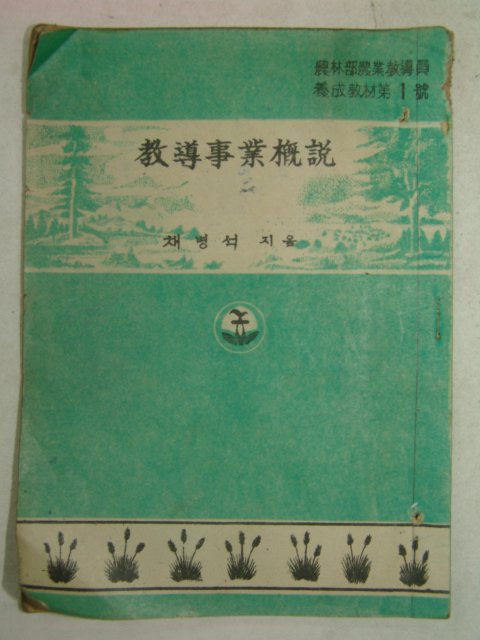 農林部農業敎導員
養成敎材第1號
敎導事業槪說
채병석 지음